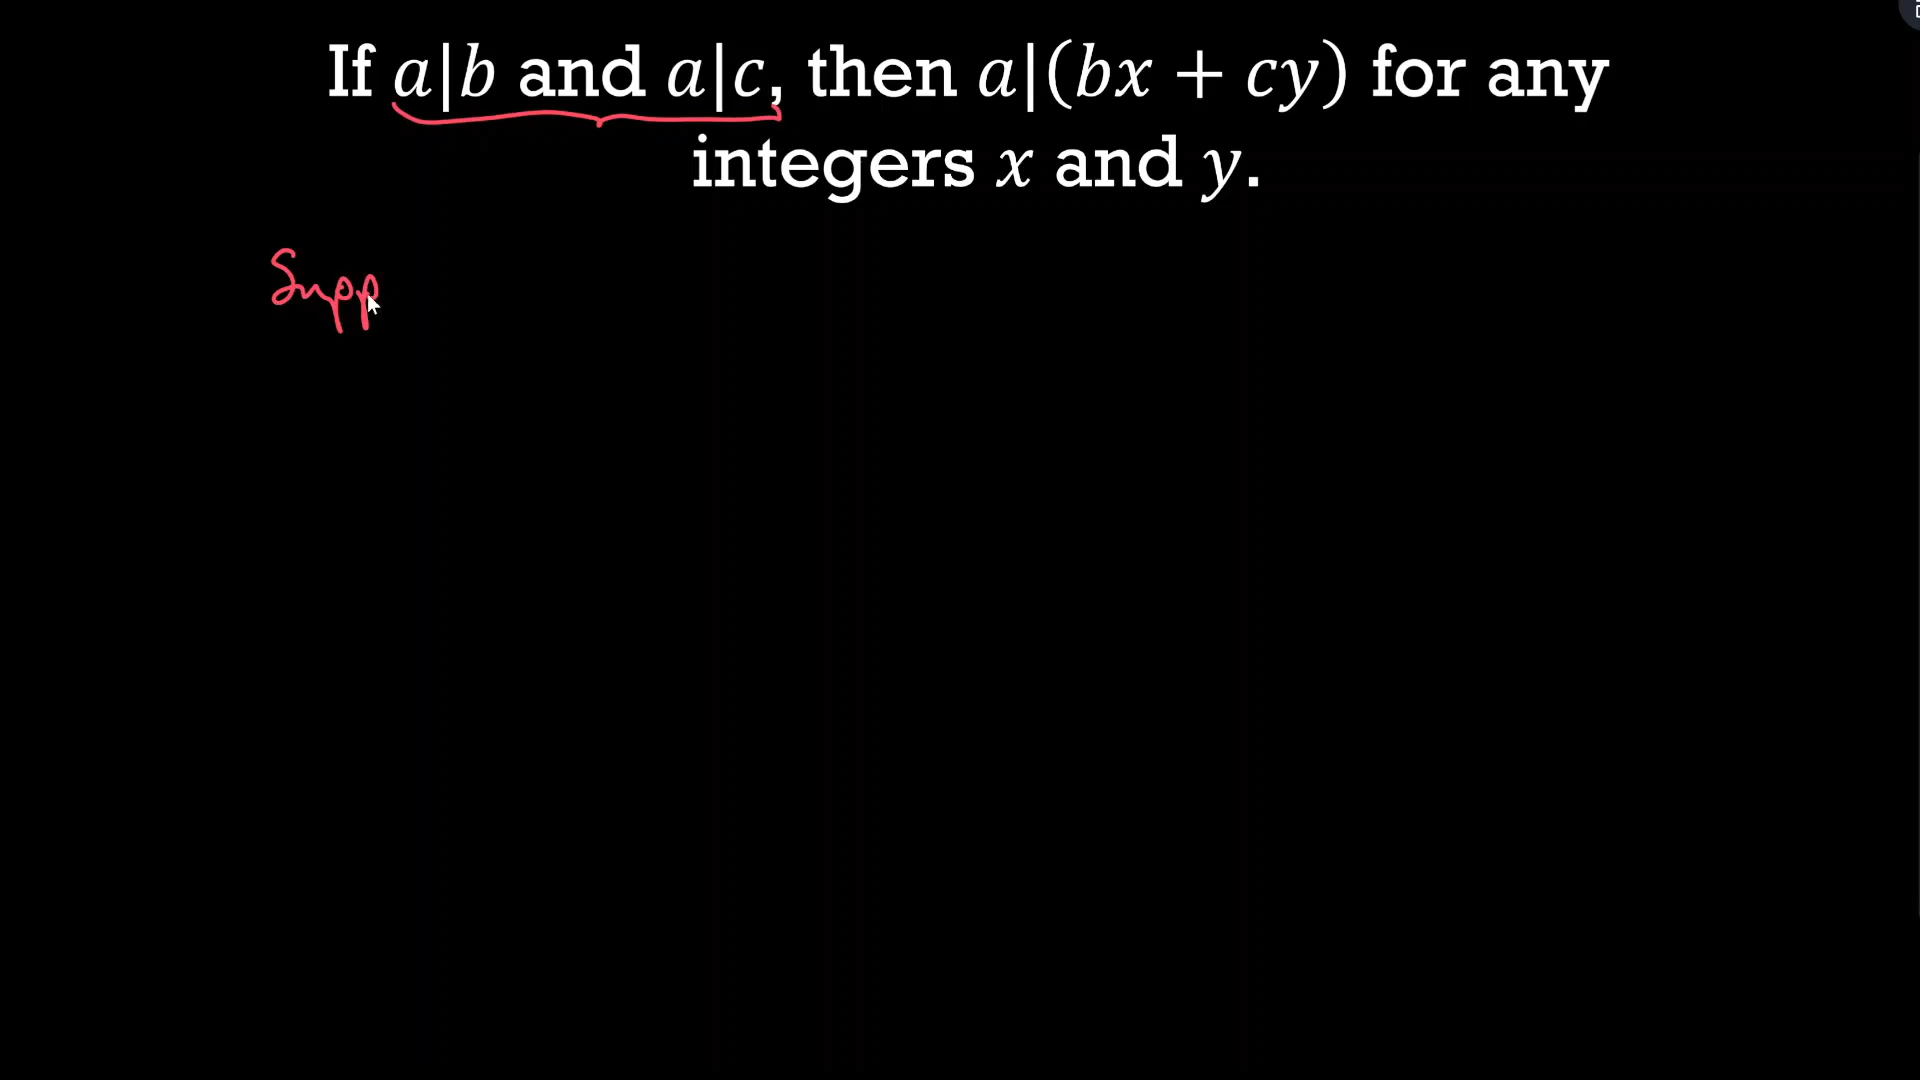 If a|b and a|c, then a|(bx + cy) for any
integers x and y.
Supp